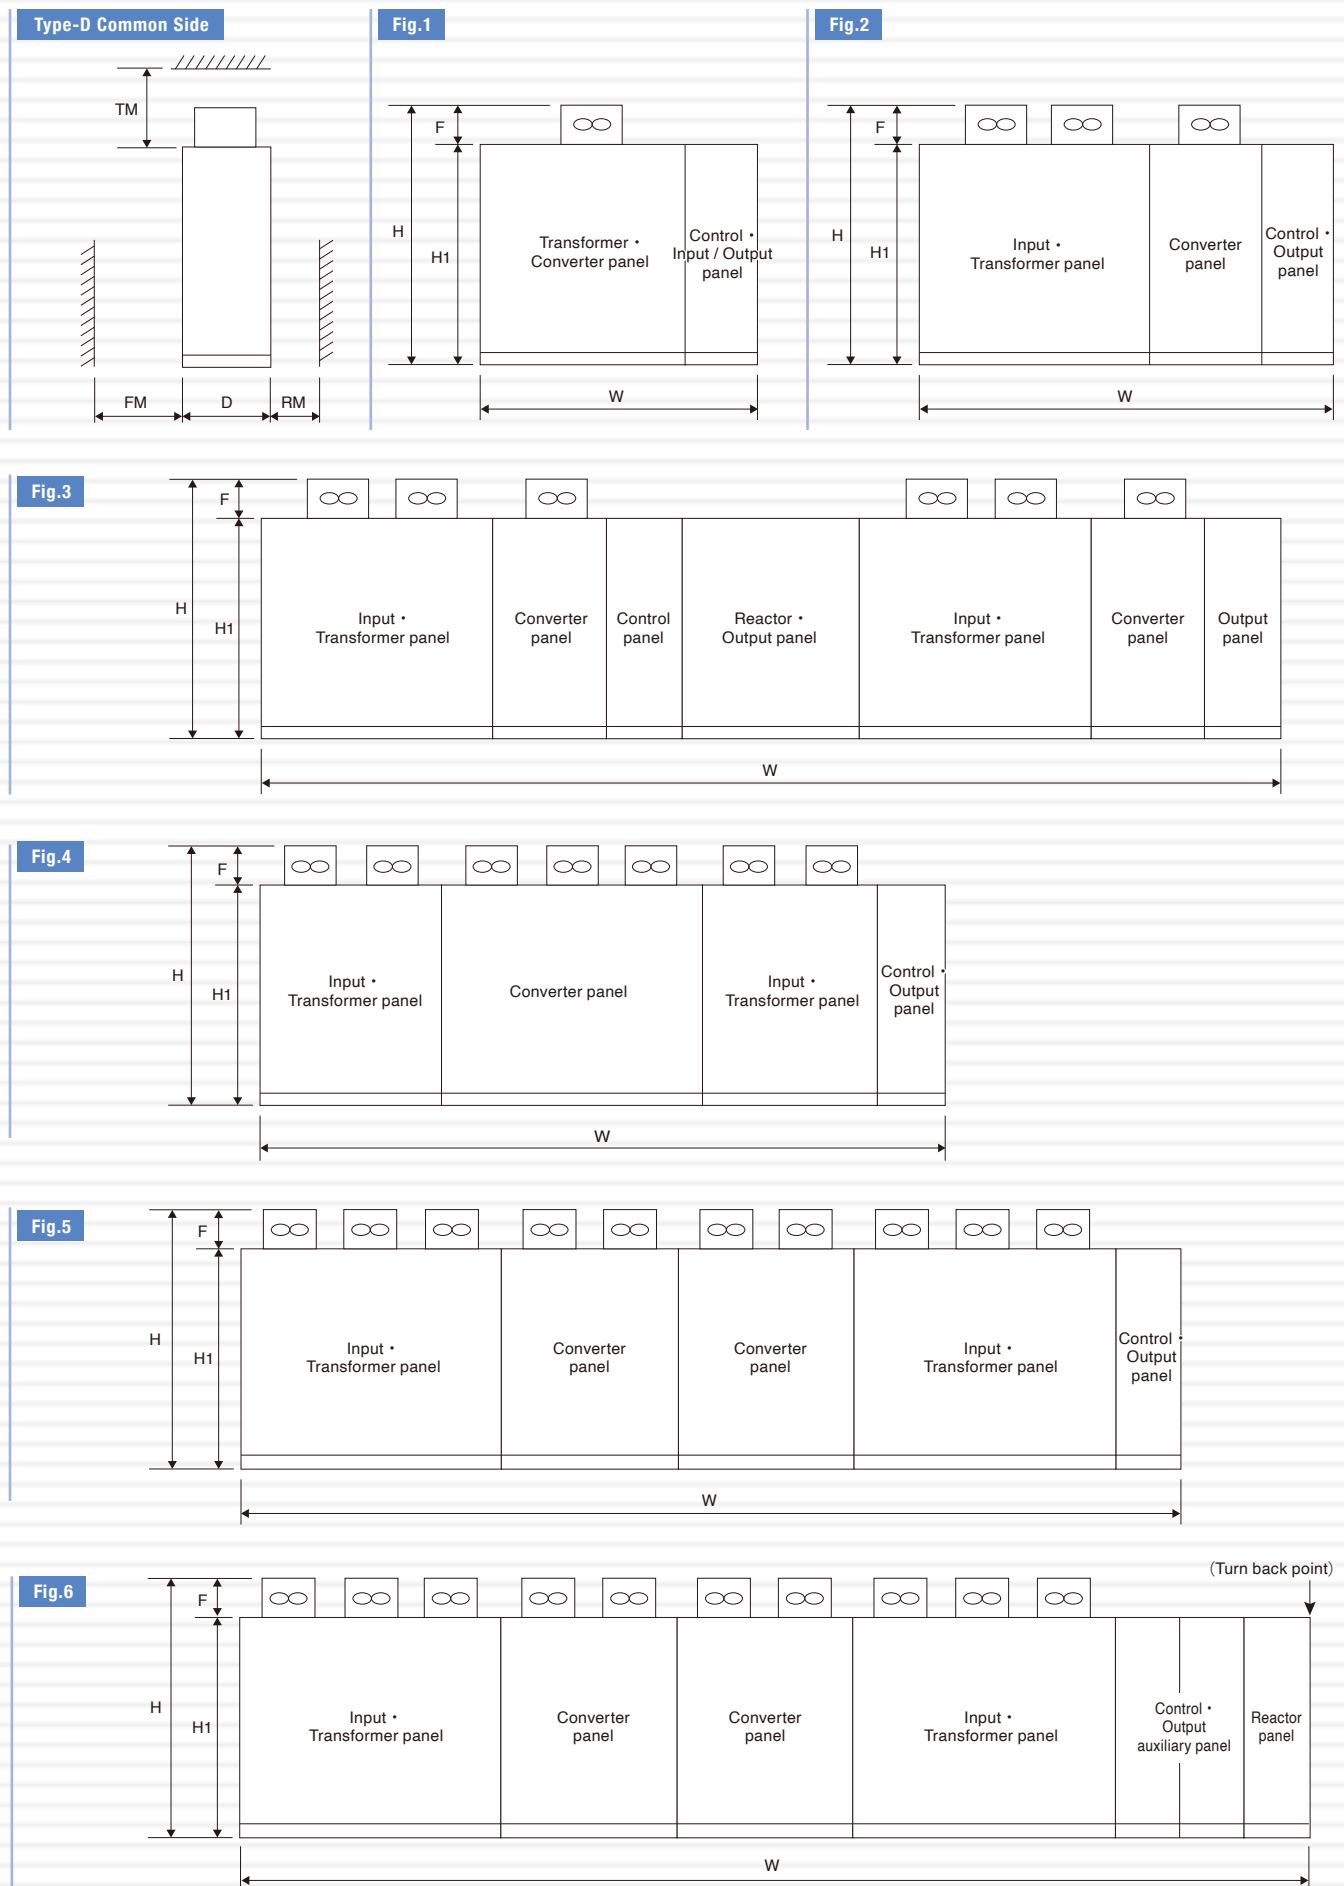 Type-D Common Side
TM
FM
D
RM
Fig.1
F
H
H1
Transformer・
Converter panel
Control・
Input / Output
panel
W
Fig.2
F
H
H1
Input・
Transformer panel
Converter
panel
Control・
Output
panel
W
Fig.3
F
H
H1
Input・
Transformer panel
Converter
panel
Control
panel
Reactor・
Output panel
Input・
Transformer panel
Converter
panel
Output
panel
W
Fig.4
F
H
H1
Input・
Transformer panel
Converter panel
Input・
Transformer panel
Control・
Output
panel
W
Fig.5
F
H
H1
Input・
Transformer panel
Converter
panel
Converter
panel
Input・
Transformer panel
Control・
Output
panel
W
Fig.6
(Turn back point)
F
H
H1
Input・
Transformer panel
Converter
panel
Converter
panel
Input・
Transformer panel
Control・
Output
auxiliary panel
Reactor
panel
W